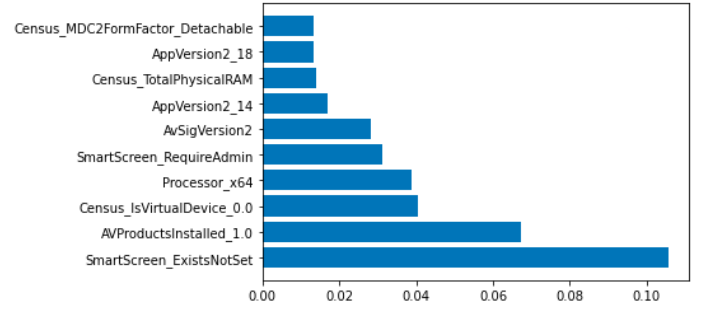 Census_MDC2FormFactor_Detachable
AppVersion2_18
Census_TotalPhysicalRAM
AppVersion2_14
AvSigVersion2
SmartScreen_RequireAdmin
Processor_x64
Census_IsVirtualDevice_0.0
AVProductsInstalled_1.0
SmartScreen_ExistsNotSet
0.00 0.02 0.04 0.06 0.08 0.10